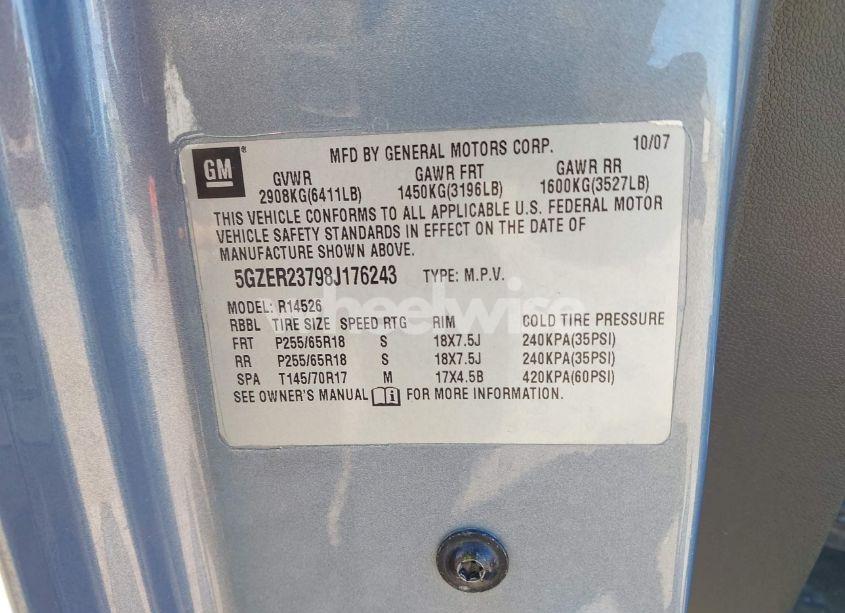 GM
MFD BY GENERAL MOTORS CORP. 10/07
GVWR GAWR FRT GAWR RR
2908KG(6411LB) 1450KG(3196LB) 1600KG(3527LB)
THIS VEHICLE CONFORMS TO ALL APPLICABLE U.S. FEDERAL MOTOR
VEHICLE SAFETY STANDARDS IN EFFECT ON THE DATE OF
MANUFACTURE SHOWN ABOVE.
5GZER23798J176243 TYPE: M.P.V.
MODEL: R14526
RBBL TIRE SIZE SPEED RTG RIM COLD TIRE PRESSURE
FRT P255/65R18 S 18X7.5J 240KPA(35PSI)
RR P255/65R18 S 18X7.5J 240KPA(35PSI)
SPA T145/70R17 M 17X4.5B 420KPA(60PSI)
SEE OWNER'S MANUAL FOR MORE INFORMATION.